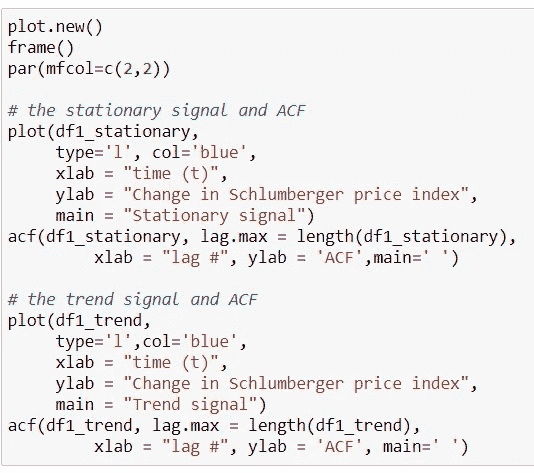 plot.new()
frame()
par(mfcol=c(2,2))
# the stationary signal and ACF
plot(df1_stationary,
type='l', col='blue',
xlab = "time (t)",
ylab = "Change in Schlumberger price index",
main = "Stationary signal")
acf(df1_stationary, lag.max = length(df1_stationary),
xlab = "lag #", ylab = 'ACF',main=' ')
# the trend signal and ACF
plot(df1_trend,
type='l',col='blue',
xlab = "time (t)",
ylab = "Change in Schlumberger price index",
main = "Trend signal")
acf(df1_trend, lag.max = length(df1_trend),
xlab = "lag #", ylab = 'ACF', main=' ')